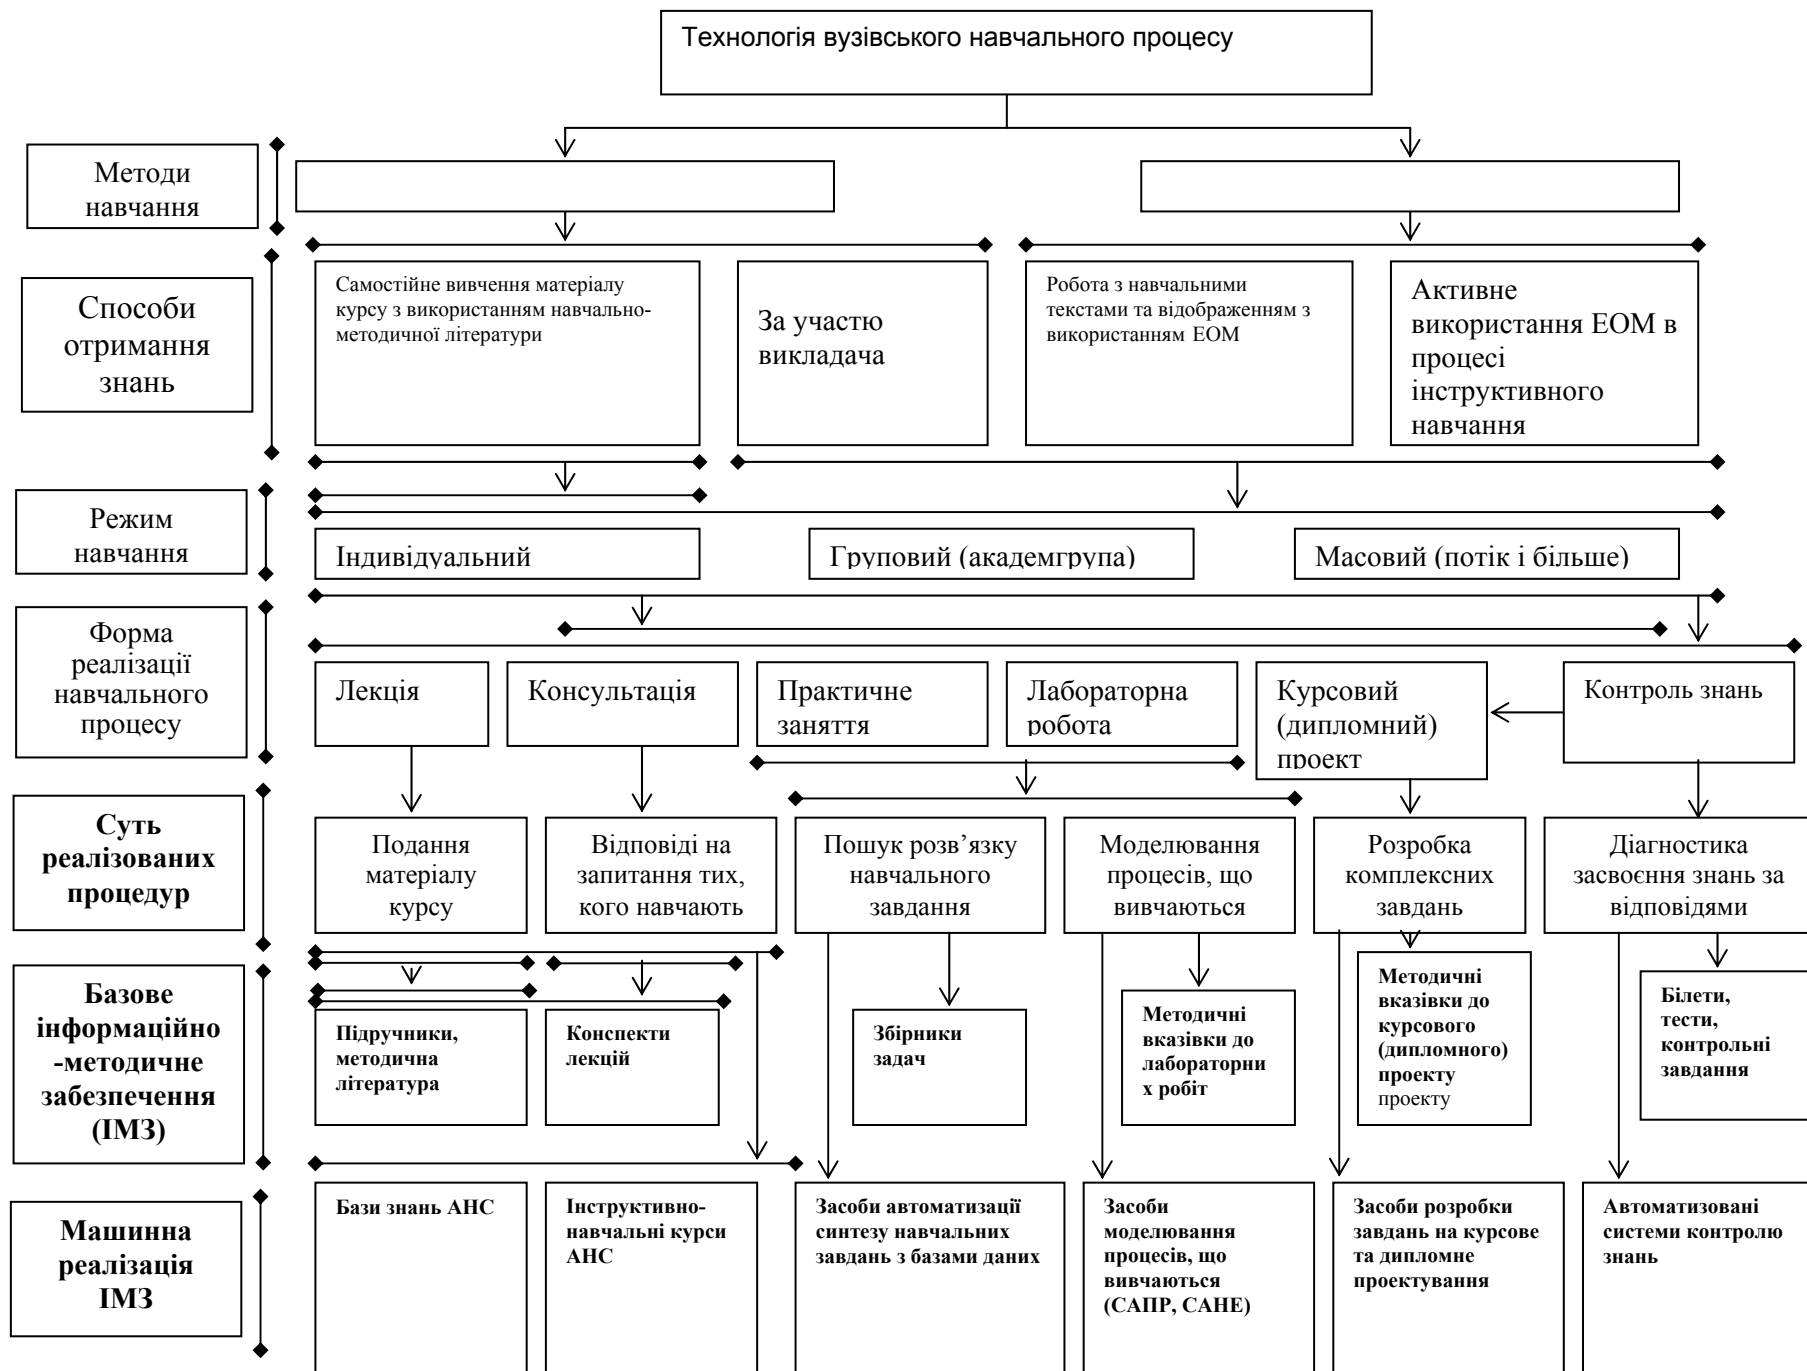 Технологія вузівського навчального процесу
Методи
навчання
Способи
отримання
знань
Самостійне вивчення матеріалу
курсу з використанням навчально-
методичної літератури
За участю
викладача
Робота з навчальними
текстами та відображенням з
використанням ЕОМ
Активне
використання ЕОМ в
процесі
інструктивного
навчання
Режим
навчання
Індивідуальний
Груповий (академгрупа)
Масовий (потік і більше)
Форма
реалізації
навчального
процесу
Лекція
Консультація
Практичне
заняття
Лабораторна
робота
Курсовий
(дипломний)
проект
Контроль знань
Суть
реалізованих
процедур
Подання
матеріалу
курсу
Відповіді на
запитання тих,
кого навчають
Пошук розв’язку
навчального
завдання
Моделювання
процесів, що
вивчаються
Розробка
комплексних
завдань
Діагностика
засвоєння знань за
відповідями
Базове
інформаційно
-методичне
забезпечення
(ІМЗ)
Підручники,
методична
література
Конспекти
лекцій
Збірники
задач
Методичні
вказівки до
лабораторни
х робіт
Методичні
вказівки до
курсового
(дипломного)
проекту
проекту
Білети,
тести,
контрольні
завдання
Машинна
реалізація
ІМЗ
Бази знань АНС
Інструктивно-
навчальні курси
АНС
Засоби автоматизації
синтезу навчальних
завдань з базами даних
Засоби
моделювання
процесів, що
вивчаються
(САПР, САНЕ)
Засоби розробки
завдань на курсове
та дипломне
проектування
Автоматизовані
системи контролю
знань